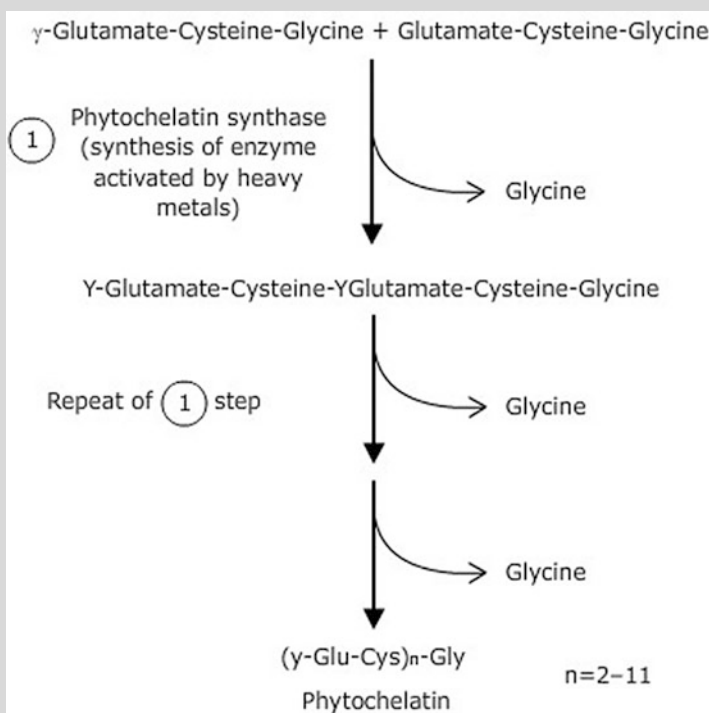 γ-Glutamate-Cysteine-Glycine + Glutamate-Cysteine-Glycine
1
Phytochelatin synthase
(synthesis of enzyme
activated by heavy
metals)
Glycine
Y-Glutamate-Cysteine-YGlutamate-Cysteine-Glycine
Repeat of 1 step
Glycine
Glycine
(y-Glu-Cys)n-Gly
n=2–11
Phytochelatin